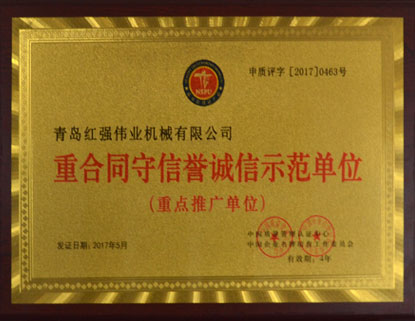 申质评字［2017］0463号
青岛红强伟业机械有限公司
重合同守信誉诚信示范单位
（重点推广单位）
发证日期:2017年5月
有效期:4年